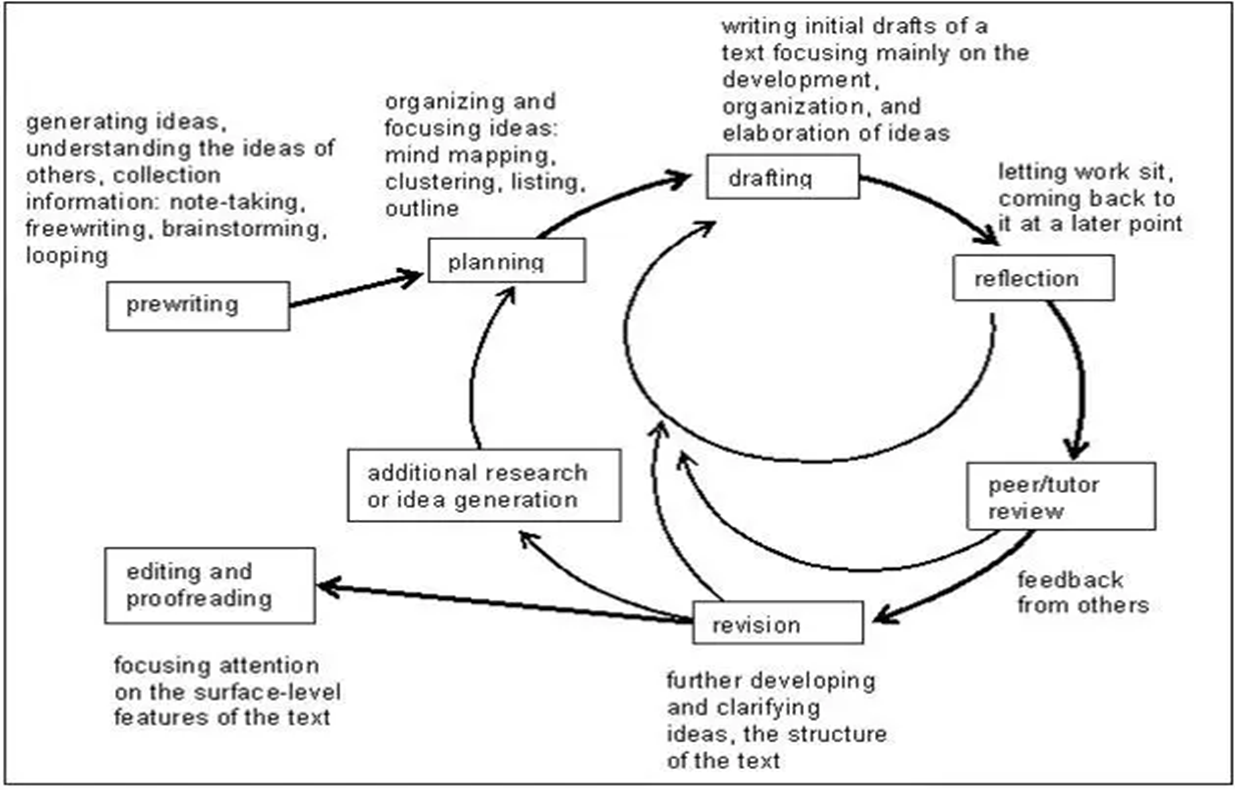 generating ideas,
understanding the ideas of
others, collection
information: note-taking,
freewriting, brainstorming,
looping
prewriting
organizing and
focusing ideas:
mind mapping,
clustering, listing,
outline
planning
writing initial drafts of a
text focusing mainly on the
development,
organization, and
elaboration of ideas
drafting
letting work sit,
coming back to
it at a later point
reflection
peer/tutor
review
feedback
from others
revision
further developing
and clarifying
ideas, the structure
of the text
additional research
or idea generation
editing and
proofreading
focusing attention
on the surface-level
features of the text